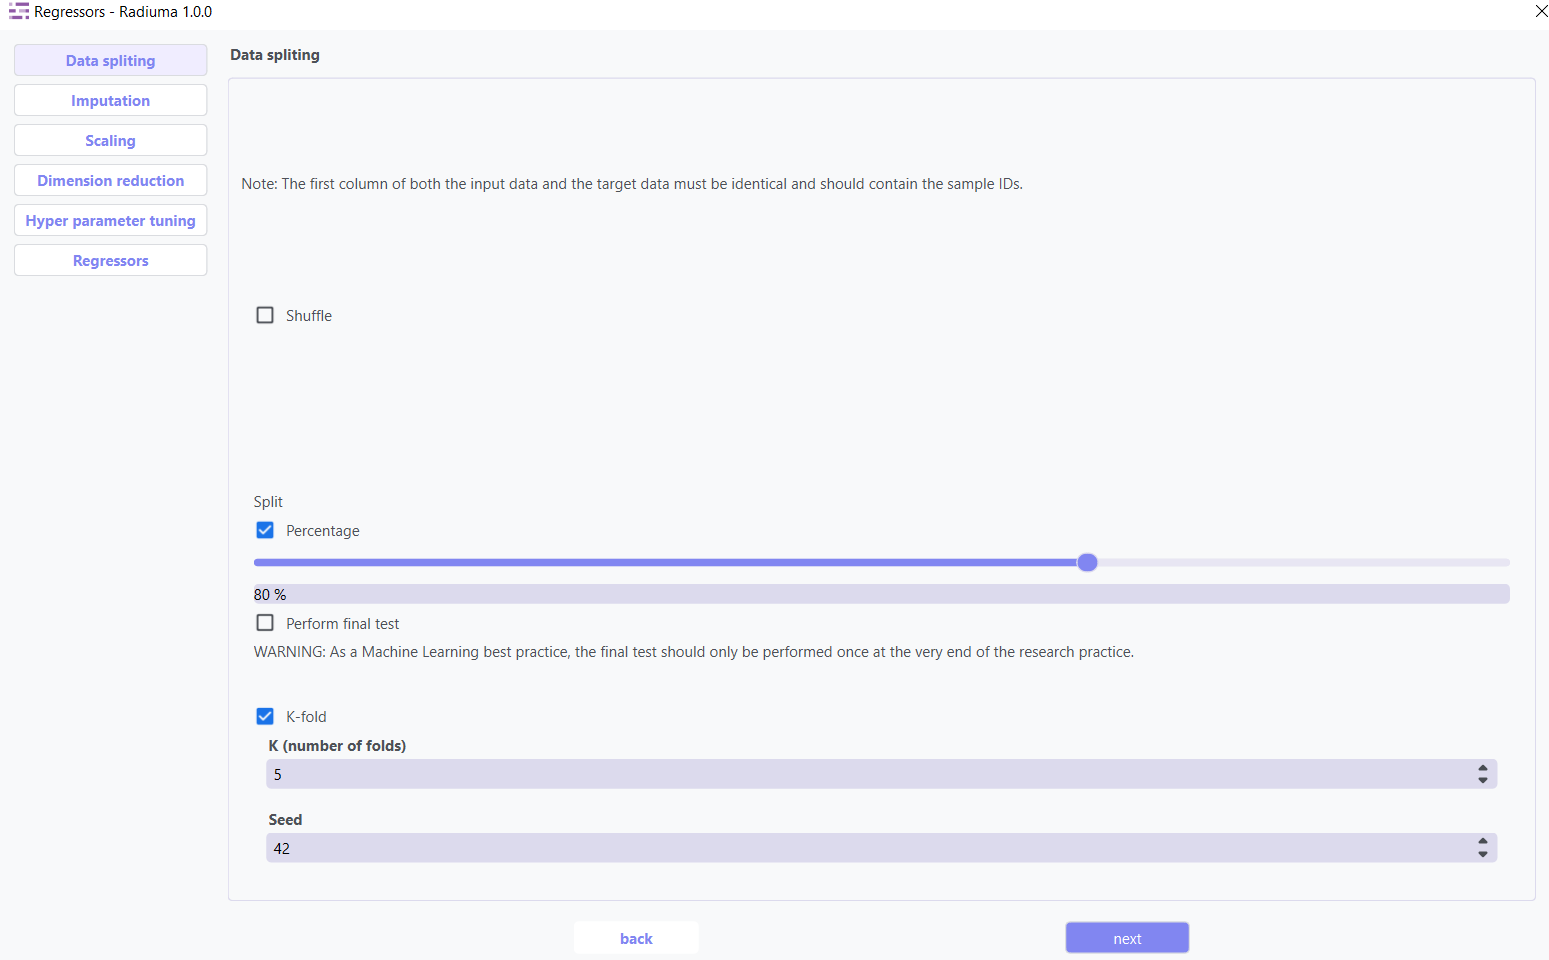 Regressors - Radiuma 1.0.0
Data spliting
Imputation
Scaling
Dimension reduction
Hyper parameter tuning
Regressors
Data spliting
Note: The first column of both the input data and the target data must be identical and should contain the sample IDs.
Shuffle
Split
Percentage
80 %
Perform final test
WARNING: As a Machine Learning best practice, the final test should only be performed once at the very end of the research practice.
K-fold
K (number of folds)
5
Seed
42
back
next